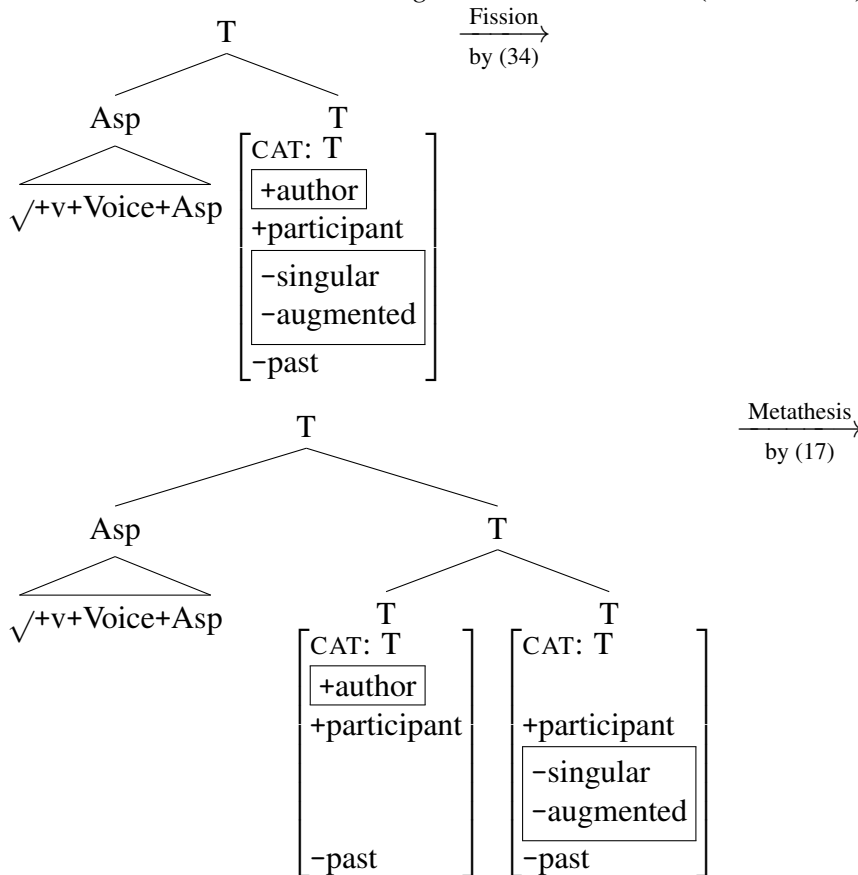 Fission
by (34)
T
Asp T
√+v+Voice+Asp
CAT: T
+author
+participant
−singular
−augmented
−past
Metathesis
by (17)
T
Asp T
√+v+Voice+Asp
T T
CAT: T CAT: T
+author
+participant +participant
−singular
−augmented
−past −past